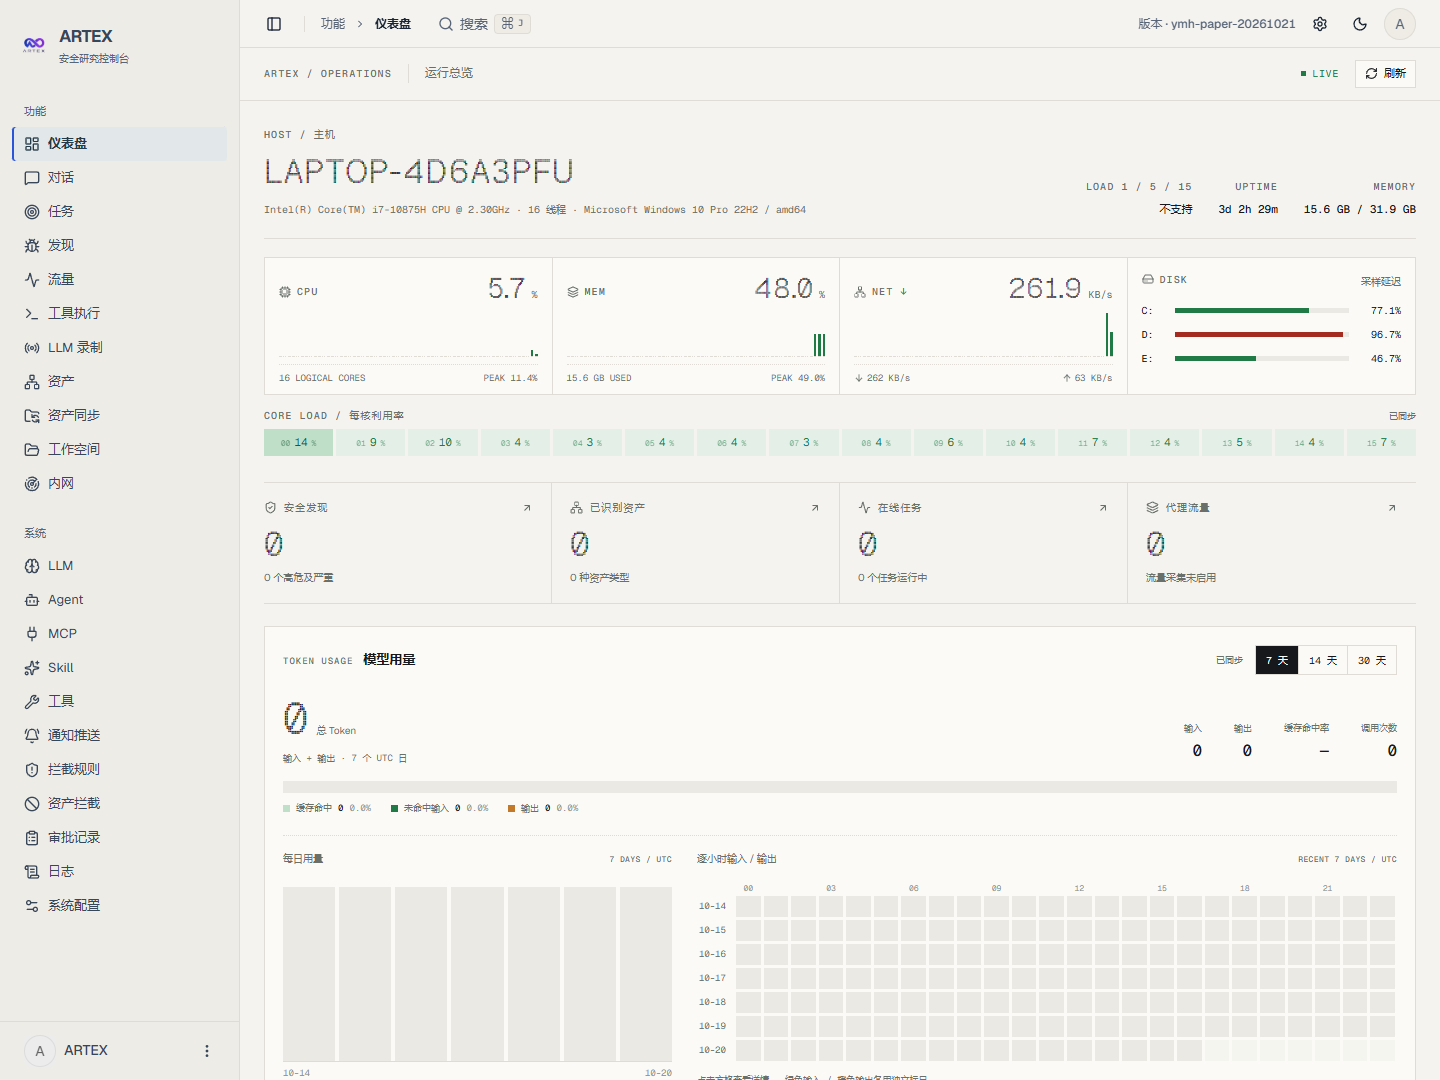 ARTEX
安全研究控制台
功能
仪表盘
对话
任务
发现
流量
工具执行
LLM 录制
资产
资产同步
工作空间
内网
系统
LLM
Agent
MCP
Skill
工具
通知推送
拦截规则
资产拦截
审批记录
日志
系统配置
A ARTEX
功能 > 仪表盘 搜索 ⌘ J
版本 · ymh-paper-20261021 A
ARTEX / OPERATIONS 运行总览
LIVE 刷新
HOST / 主机
LAPTOP-4D6A3PFU
Intel(R) Core(TM) i7-10875H CPU @ 2.30GHz · 16 线程 · Microsoft Windows 10 Pro 22H2 / amd64
LOAD 1 / 5 / 15 UPTIME MEMORY
不支持 3d 2h 29m 15.6 GB / 31.9 GB
CPU 5.7 %
16 LOGICAL CORES PEAK 11.4%
MEM 48.0 %
15.6 GB USED PEAK 49.0%
NET ↓ 261.9 KB/s
↓ 262 KB/s ↑ 63 KB/s
DISK 采样延迟
C: 77.1%
D: 96.7%
E: 46.7%
CORE LOAD / 每核利用率 已同步
00 14 % 01 9 % 02 10 % 03 4 % 04 3 % 05 4 % 06 4 % 07 3 % 08 4 % 09 6 % 10 4 % 11 7 % 12 4 % 13 5 % 14 4 % 15 7 %
安全发现
0
0 个高危及严重
已识别资产
0
0 种资产类型
在线任务
0
0 个任务运行中
代理流量
0
流量采集未启用
TOKEN USAGE 模型用量
已同步 7 天 14 天 30 天
0 总 Token
输入 + 输出 · 7 个 UTC 日
输入 输出 缓存命中率 调用次数
0 0 — 0
缓存命中 0 0.0% 未命中输入 0 0.0% 输出 0 0.0%
每日用量 7 DAYS / UTC
10-14 10-20
逐小时输入 / 输出 RECENT 7 DAYS / UTC
00 03 06 09 12 15 18 21
10-14
10-15
10-16
10-17
10-18
10-19
10-20